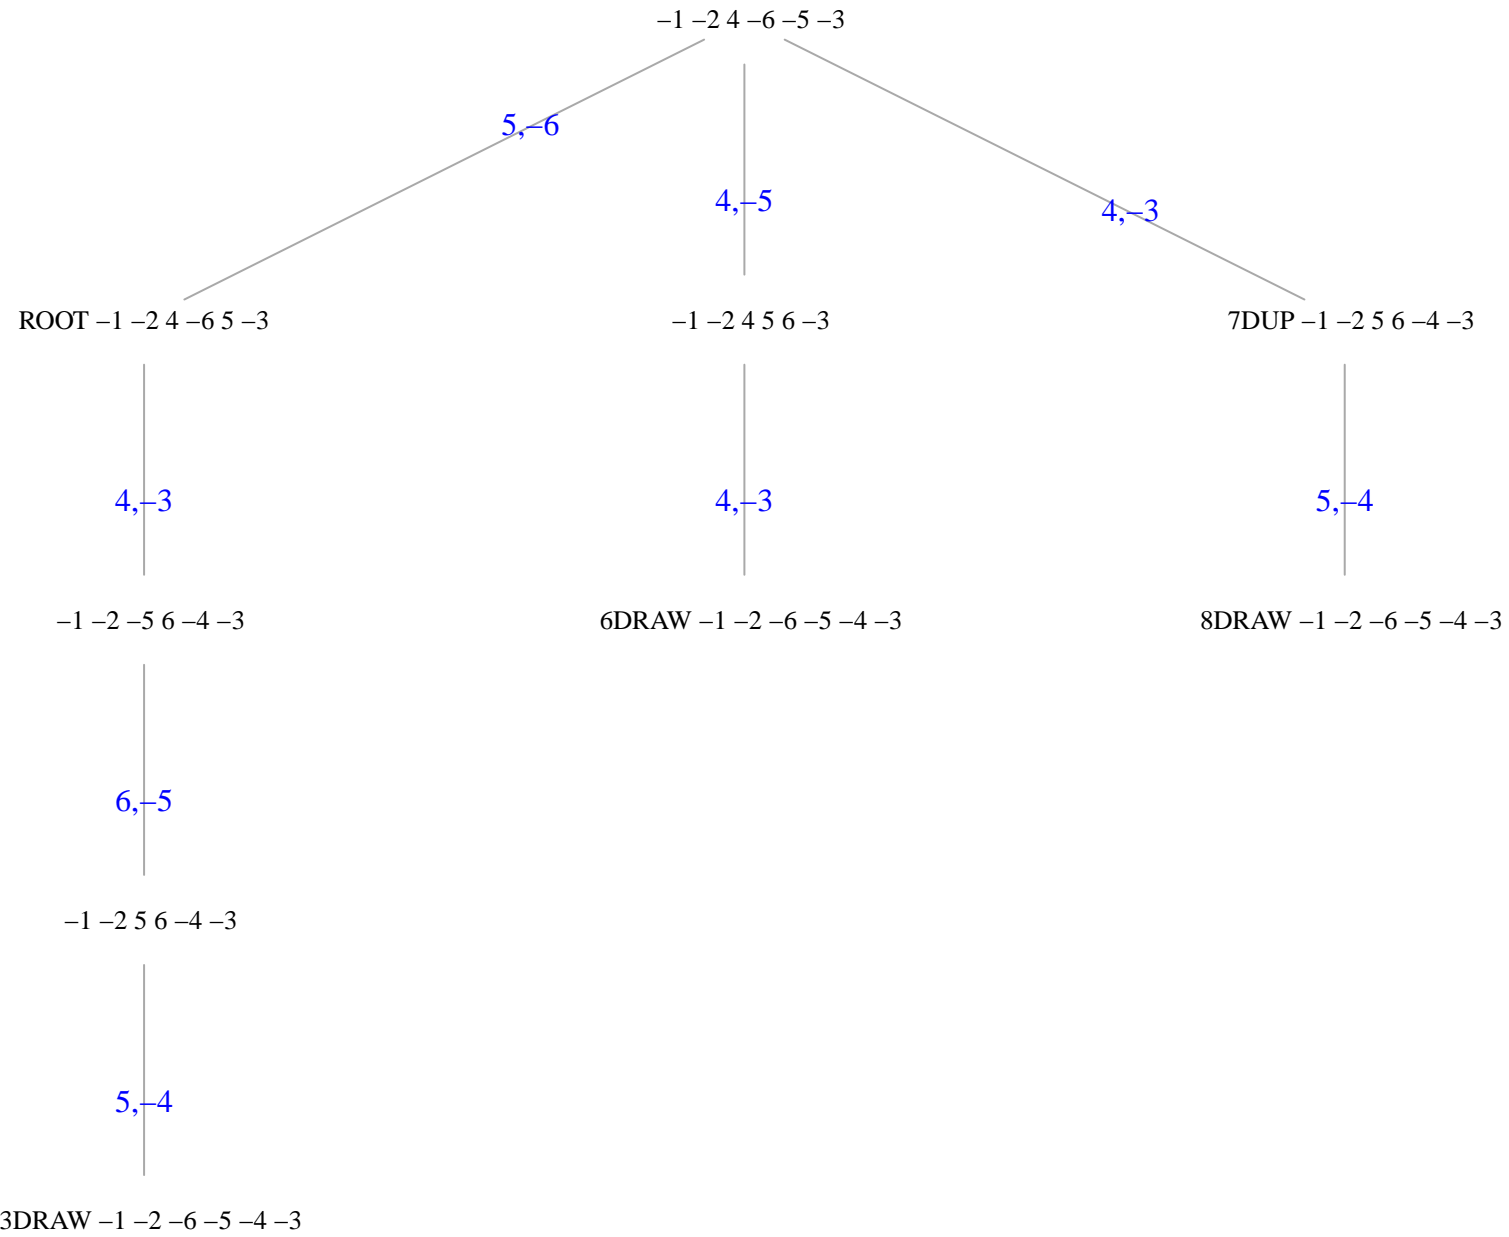 –1 –2 4 –6 –5 –3
5,–6
4,–5
4,–3
ROOT –1 –2 4 –6 5 –3
–1 –2 4 5 6 –3
7DUP –1 –2 5 6 –4 –3
4,–3
4,–3
5,–4
–1 –2 –5 6 –4 –3
6DRAW –1 –2 –6 –5 –4 –3
8DRAW –1 –2 –6 –5 –4 –3
6,–5
–1 –2 5 6 –4 –3
5,–4
3DRAW –1 –2 –6 –5 –4 –3